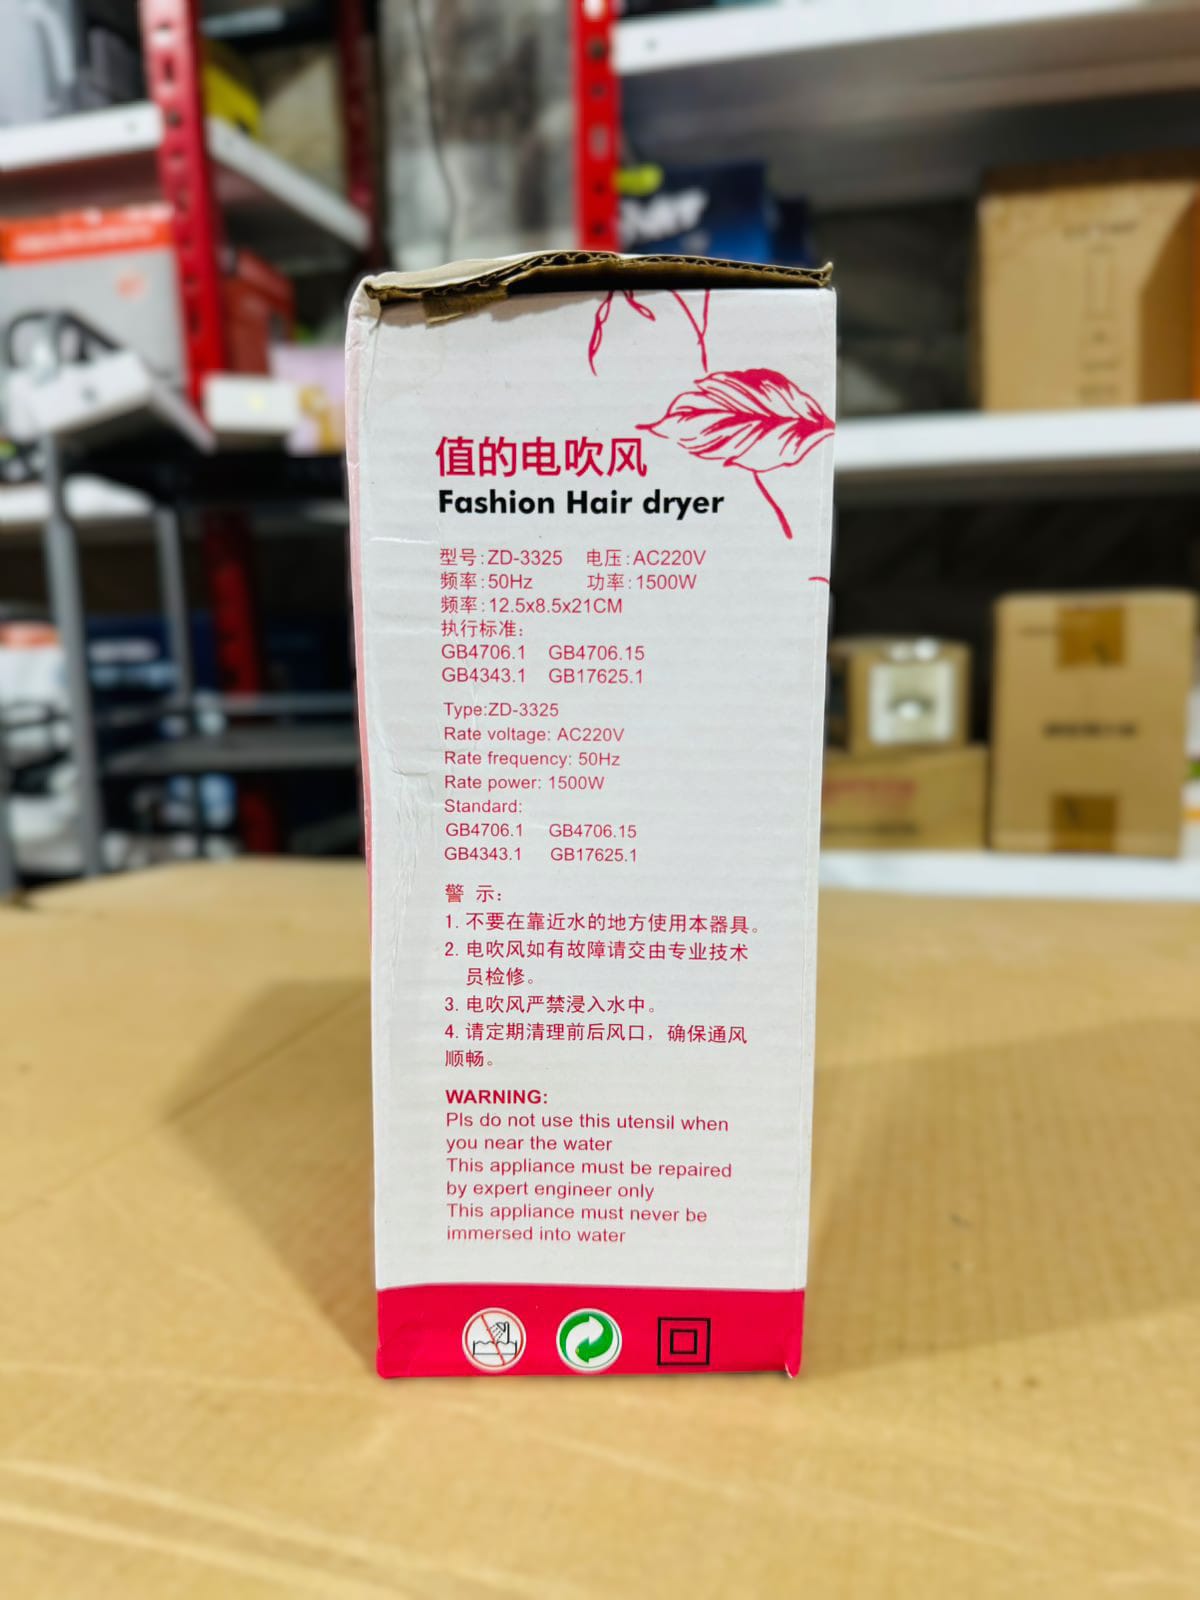 值的电吹风
Fashion Hair dryer
型号:ZD-3325 电压:AC220V
频率:50Hz 功率:1500W
频率:12.5x8.5x21CM
执行标准:
GB4706.1 GB4706.15
GB4343.1 GB17625.1
Type:ZD-3325
Rate voltage: AC220V
Rate frequency: 50Hz
Rate power: 1500W
Standard:
GB4706.1 GB4706.15
GB4343.1 GB17625.1
警 示:
1. 不要在靠近水的地方使用本器具。
2. 电吹风如有故障请交由专业技术
员检修。
3. 电吹风严禁浸入水中。
4. 请定期清理前后风口，确保通风
顺畅。
WARNING:
Pls do not use this utensil when
you near the water
This appliance must be repaired
by expert engineer only
This appliance must never be
immersed into water